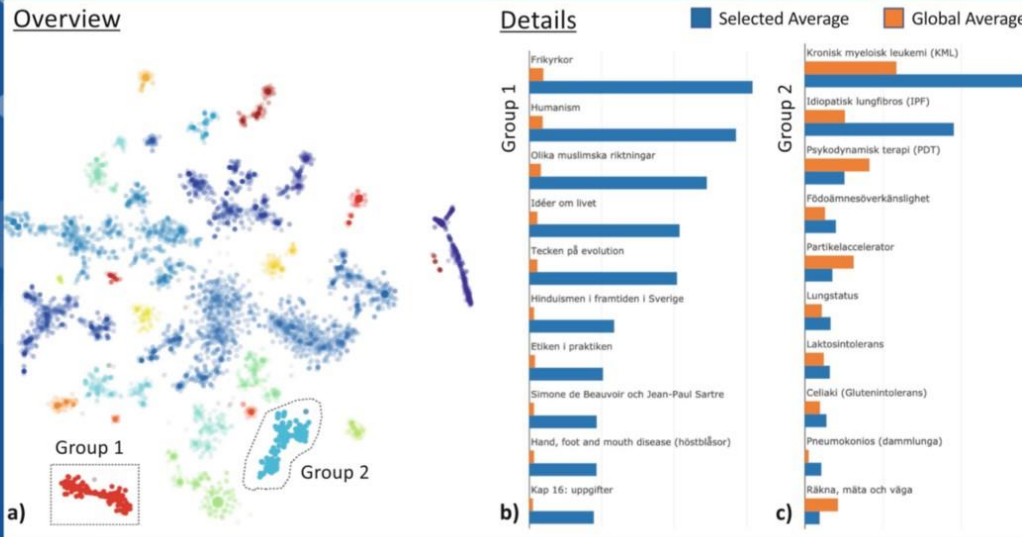 Overview
Group 1
Group 2
a)
Details
Selected Average
Global Average
Group 1
Frikyrkor
Humanism
Olika muslimska riktningar
Idéer om livet
Tecken på evolution
Hinduismen i framtiden i Sverige
Etiken i praktiken
Simone de Beauvoir och Jean-Paul Sartre
Hand, foot and mouth disease (höstblåsor)
Kap 16: uppgifter
b)
Group 2
Kronisk myeloisk leukemi (KML)
Idiopatisk lungfibros (IPF)
Psykodynamisk terapi (PDT)
Födoämnesöverkänslighet
Partikelaccelerator
Lungstatus
Laktosintolerans
Celiaki (Glutenintolerans)
Pneumokonios (dammlunga)
Räkna, mäta och väga
c)